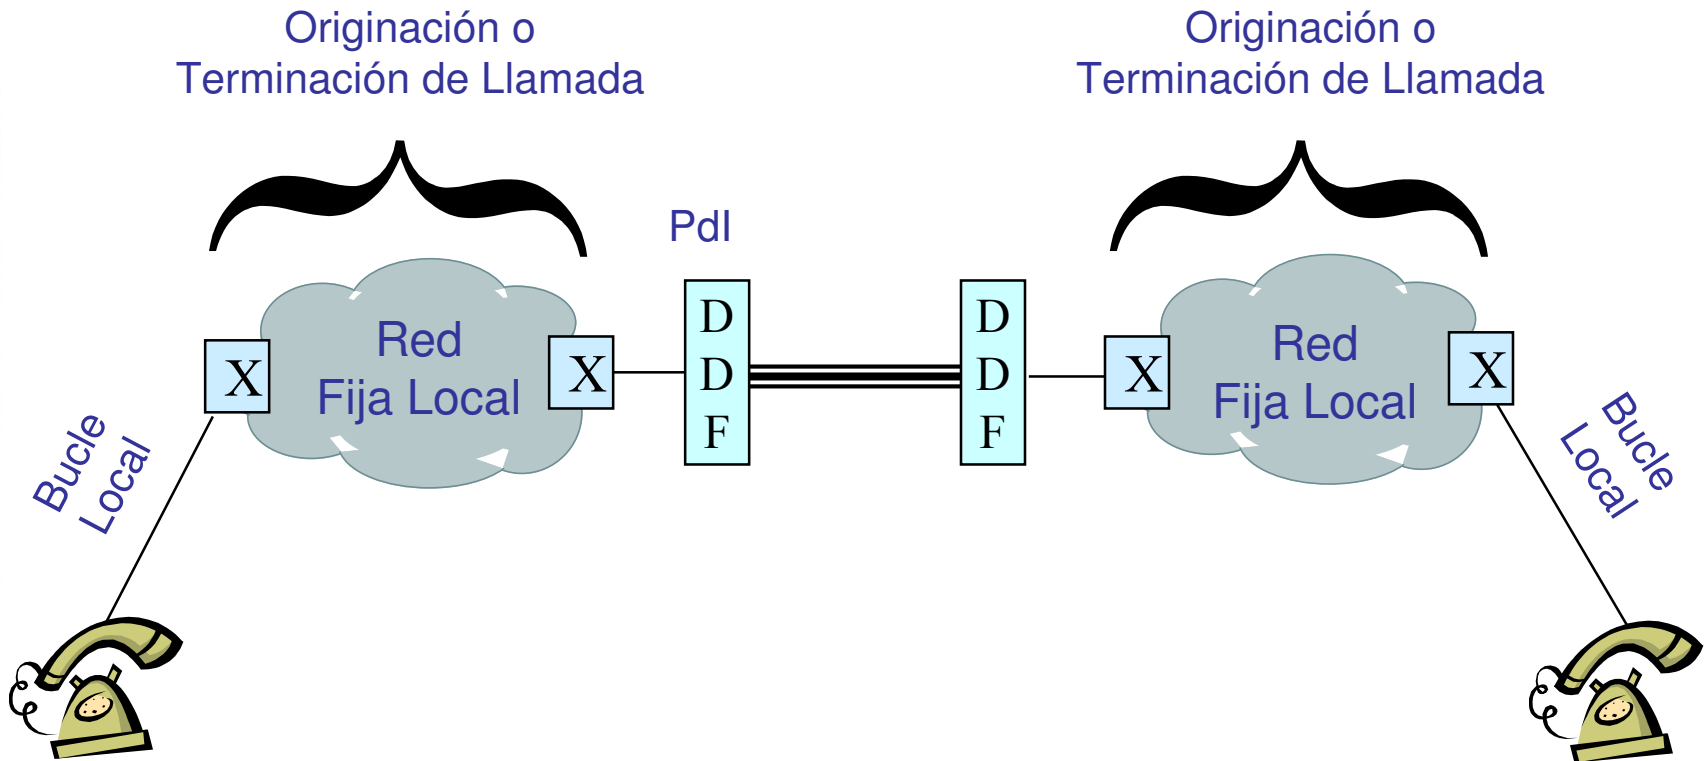 Originación o
Terminación de Llamada
Originación o
Terminación de Llamada
PdI
X
Red
Fija Local
X
D
D
F
D
D
F
X
Red
Fija Local
X
Bucle
Local
Bucle
Local